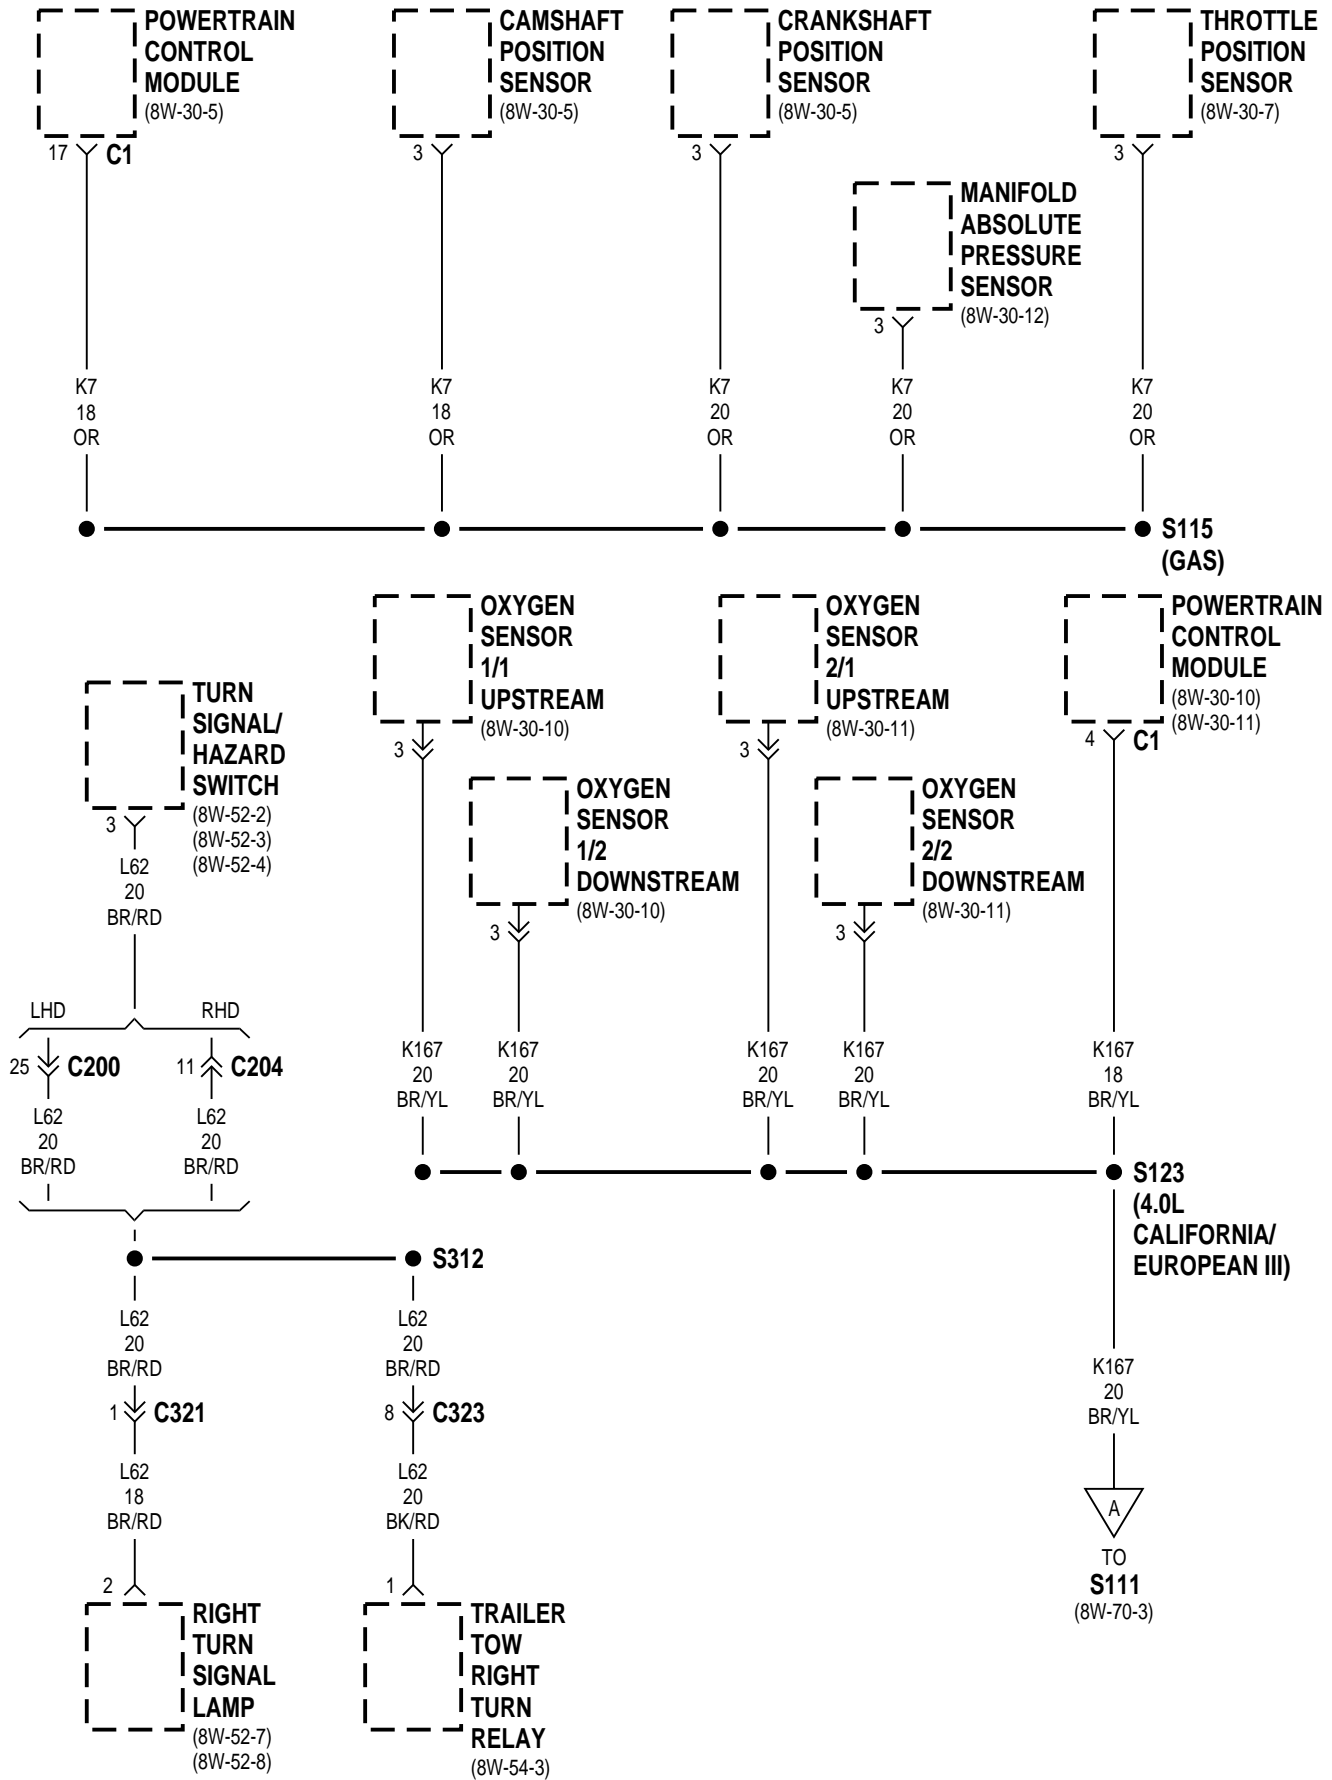 POWERTRAIN
CONTROL
MODULE
(8W-30-5)
17
C1
CAMSHAFT
POSITION
SENSOR
(8W-30-5)
3
CRANKSHAFT
POSITION
SENSOR
(8W-30-5)
3
THROTTLE
POSITION
SENSOR
(8W-30-7)
3
MANIFOLD
ABSOLUTE
PRESSURE
SENSOR
(8W-30-12)
3
K7
18
OR
K7
18
OR
K7
20
OR
K7
20
OR
K7
20
OR
S115
(GAS)
OXYGEN
SENSOR
1/1
UPSTREAM
(8W-30-10)
3
OXYGEN
SENSOR
2/1
UPSTREAM
(8W-30-11)
3
POWERTRAIN
CONTROL
MODULE
(8W-30-10)
(8W-30-11)
4
C1
TURN
SIGNAL/
HAZARD
SWITCH
(8W-52-2)
(8W-52-3)
(8W-52-4)
3
L62
20
BR/RD
OXYGEN
SENSOR
1/2
DOWNSTREAM
(8W-30-10)
3
OXYGEN
SENSOR
2/2
DOWNSTREAM
(8W-30-11)
3
LHD
RHD
25
C200
11
C204
L62
20
BR/RD
L62
20
BR/RD
K167
20
BR/YL
K167
20
BR/YL
K167
20
BR/YL
K167
20
BR/YL
K167
18
BR/YL
S123
(4.0L
CALIFORNIA/
EUROPEAN III)
S312
L62
20
BR/RD
L62
20
BR/RD
1
C321
8
C323
L62
18
BR/RD
L62
20
BK/RD
K167
20
BR/YL
A
TO
S111
(8W-70-3)
2
RIGHT
TURN
SIGNAL
LAMP
(8W-52-7)
(8W-52-8)
1
TRAILER
TOW
RIGHT
TURN
RELAY
(8W-54-3)